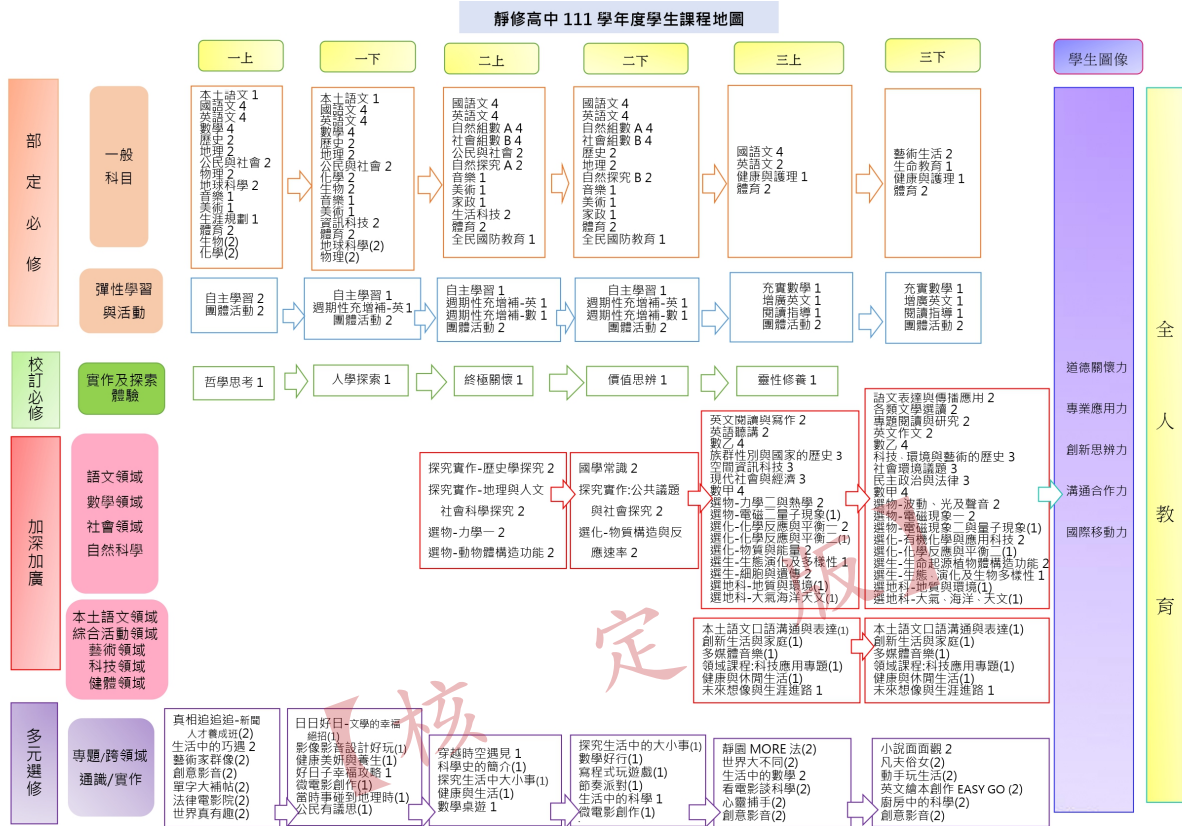 靜修高中 111 學年度學生課程地圖
一上
一下
二上
二下
三上
三下
學生圖像
部定必修
一般
科目
本土語文 1
國語文 4
英語文 4
數學 4
歷史 2
地理 2
公民與社會 2
物理 2
地球科學 2
音樂 1
美術 1
生涯規劃 1
體育 2
生物(2)
化學(2)
本土語文 1
國語文 4
英語文 4
數學 4
歷史 2
地理 2
公民與社會 2
化學 2
生物 2
音樂 1
美術 1
資訊科技 2
體育 2
地球科學(2)
物理(2)
國語文 4
英語文 4
自然組數 A 4
社會組數 B 4
公民與社會 2
自然探究 A 2
音樂 1
美術 1
家政 1
生活科技 2
體育 2
全民國防教育 1
國語文 4
英語文 4
自然組數 A 4
社會組數 B 4
歷史 2
地理 2
自然探究 B 2
音樂 1
美術 1
家政 1
體育 2
全民國防教育 1
國語文 4
英語文 2
健康與護理 1
體育 2
藝術生活 2
生命教育 1
健康與護理 1
體育 2
彈性學習
與活動
自主學習 2
團體活動 2
自主學習 1
週期性充增補-英 1
團體活動 2
自主學習 1
週期性充增補-英 1
週期性充增補-數 1
團體活動 2
自主學習 1
週期性充增補-英 1
週期性充增補-數 1
團體活動 2
充實數學 1
增廣英文 1
閱讀指導 1
團體活動 2
充實數學 1
增廣英文 1
閱讀指導 1
團體活動 2
校訂必修
實作及探索
體驗
哲學思考 1
人學探索 1
終極關懷 1
價值思辨 1
靈性修養 1
加深加廣
語文領域
數學領域
社會領域
自然科學
探究實作-歷史學探究 2
探究實作-地理與人文
社會科學探究 2
選物-力學一 2
選物-動物體構造功能 2
國學常識 2
探究實作:公共議題
與社會探究 2
選化-物質構造與反
應速率 2
英文閱讀與寫作 2
英語聽講 2
數乙 4
族群性別與國家的歷史 3
空間資訊科技 3
現代社會與經濟 3
數甲 4
選物-力學二與熱學 2
選物-電磁二量子現象(1)
選化-化學反應與平衡一 2
選化-化學反應與平衡二(1)
選化-物質與能量 2
選生-生態演化及多樣性 1
選生-細胞與遺傳 2
選地科-地質與環境(1)
選地科-大氣海洋天文(1)
語文表達與傳播應用 2
各類文學選讀 2
專題閱讀與研究 2
英文作文 2
數乙 4
科技、環境與藝術的歷史 3
社會環境議題 3
民主政治與法律 3
數甲 4
選物-波動、光及聲音 2
選物-電磁現象一 2
選物-電磁現象二與量子現象(1)
選化-有機化學與應用科技 2
選化-化學反應與平衡二(1)
選生-生命起源植物體構造功能 2
選生-生態、演化及生物多樣性 1
選地科-地質與環境(1)
選地科-大氣、海洋、天文(1)
本土語文領域
綜合活動領域
藝術領域
科技領域
健體領域
本土語文口語溝通與表達(1)
創新生活與家庭(1)
多媒體音樂(1)
領域課程:科技應用專題(1)
健康與休閒生活(1)
未來想像與生涯進路 1
本土語文口語溝通與表達(1)
創新生活與家庭(1)
多媒體音樂(1)
領域課程:科技應用專題(1)
健康與休閒生活(1)
未來想像與生涯進路 1
多元選修
專題/跨領域
通識/實作
真相追追追-新聞
人才養成班(2)
生活中的巧遇 2
藝術家群像(2)
創意影音(2)
單字大補帖(2)
法律電影院(2)
世界真有趣(2)
日日好日-文學的幸福
絕招(1)
影像影音設計好玩(1)
健康美妍與養生(1)
好日子幸福攻略 1
微電影創作(1)
當時事碰到地理時(1)
公民有議思(1)
穿越時空遇見 1
科學史的簡介(1)
探究生活中大小事(1)
健康與生活(1)
數學桌遊 1
探究生活中的大小事(1)
數學好行(1)
寫程式玩遊戲(1)
節奏派對(1)
生活中的科學 1
微電影創作(1)
靜園 MORE 法(2)
世界大不同(2)
生活中的數學 2
看電影談科學(2)
心靈捕手(2)
創意影音(2)
小說面面觀 2
凡夫俗女(2)
動手玩生活(2)
英文繪本創作 EASY GO (2)
廚房中的科學(2)
創意影音(2)
道德關懷力
專業應用力
創新思辨力
溝通合作力
國際移動力
全人教育
【核定版】